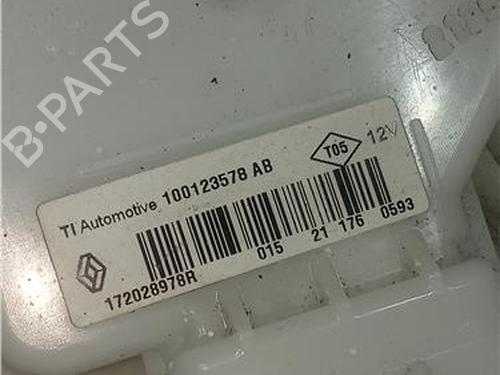 B-PARTS
TI Automotive 100123578 AB
T05
12V
015 21 176 0593
172028978R